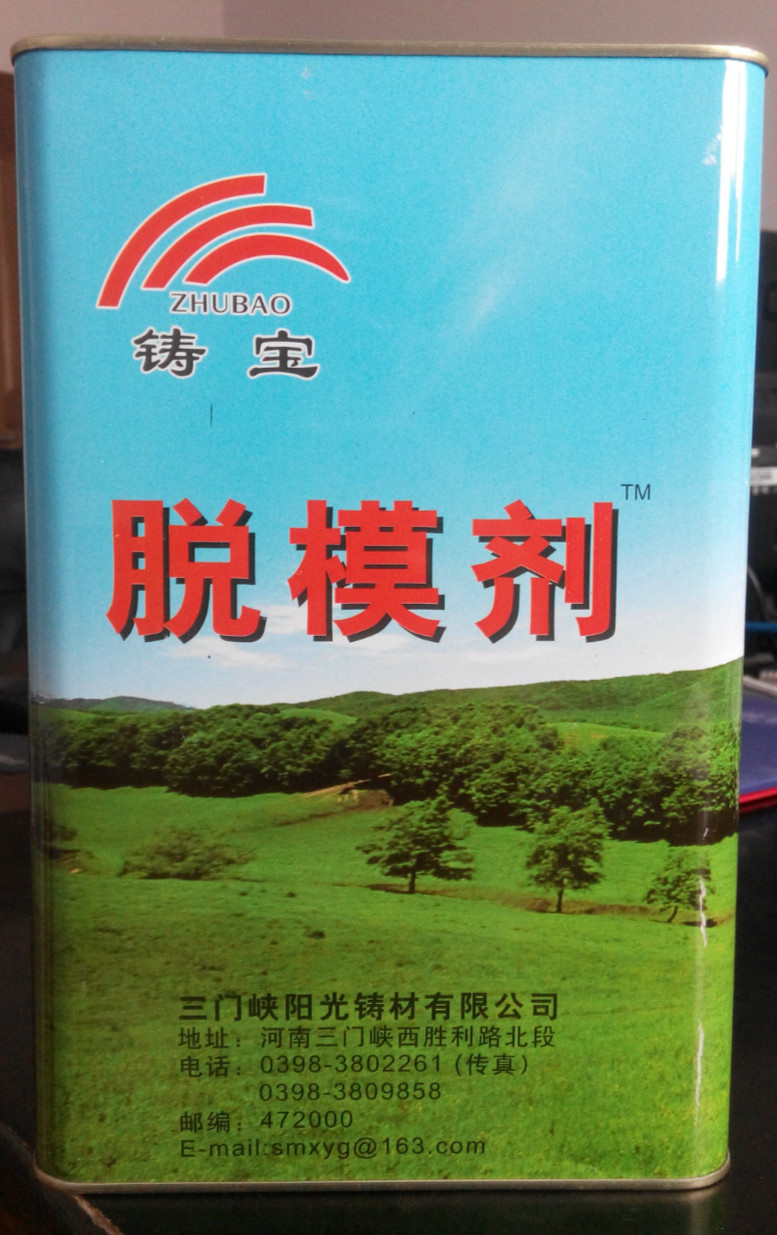 ZHUBAO
铸宝
脱模剂TM
三门峡阳光铸材有限公司
地址：河南三门峡西胜利路北段
电话：0398-3802261（传真）
0398-3809858
邮编：472000
E-mail:smxyg@163.com